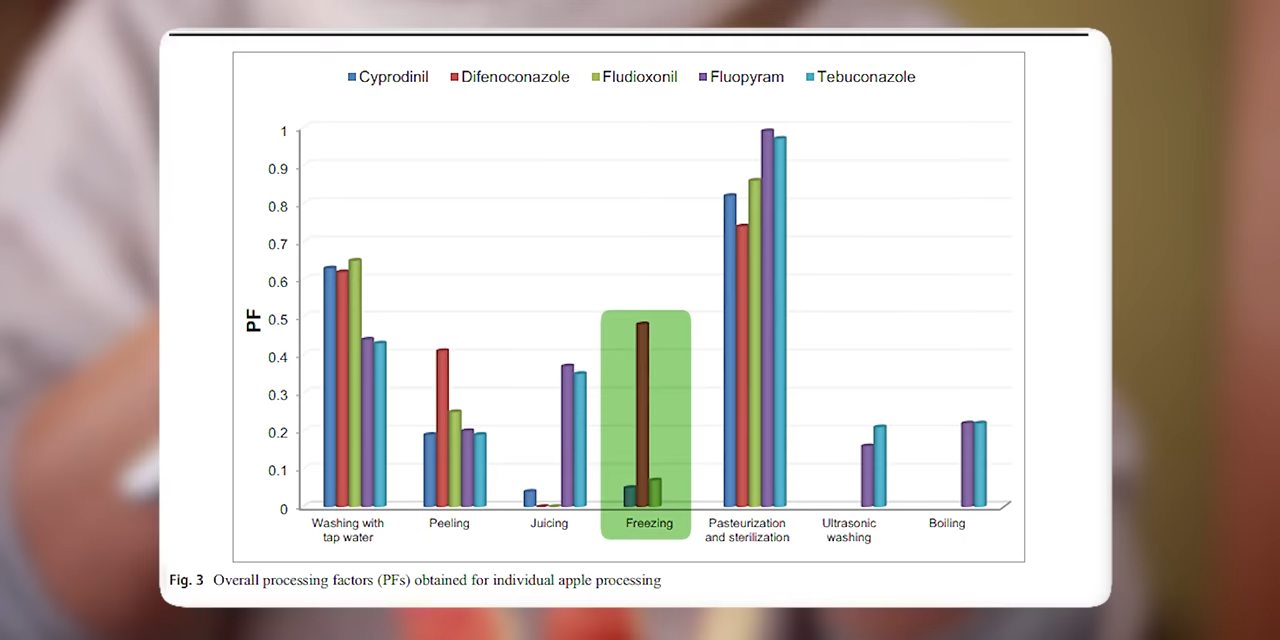 Cyprodinil Difenoconazole Fludioxonil Fluopyram Tebuconazole
1
0.9
0.8
0.7
0.6
0.5
0.4
0.3
0.2
0.1
0
PF
Washing with tap water
Peeling
Juicing
Freezing
Pasteurization and sterilization
Ultrasonic washing
Boiling
Fig. 3 Overall processing factors (PFs) obtained for individual apple processing